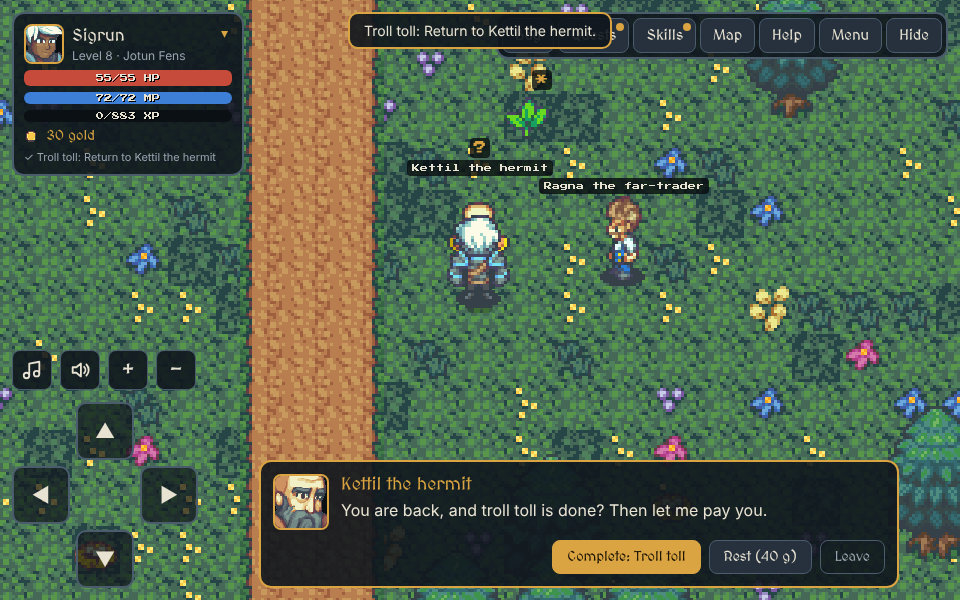 Sigrun
Level 8 · Jotun Fens
55/55 HP
72/72 MP
0/883 XP
30 gold
✓ Troll toll: Return to Kettil the hermit
Troll toll: Return to Kettil the hermit.
Skills
Map
Help
Menu
Hide
*
?
Kettil the hermit
Ragna the far-trader
+
−
Kettil the hermit
You are back, and troll toll is done? Then let me pay you.
Complete: Troll toll
Rest (40 g)
Leave